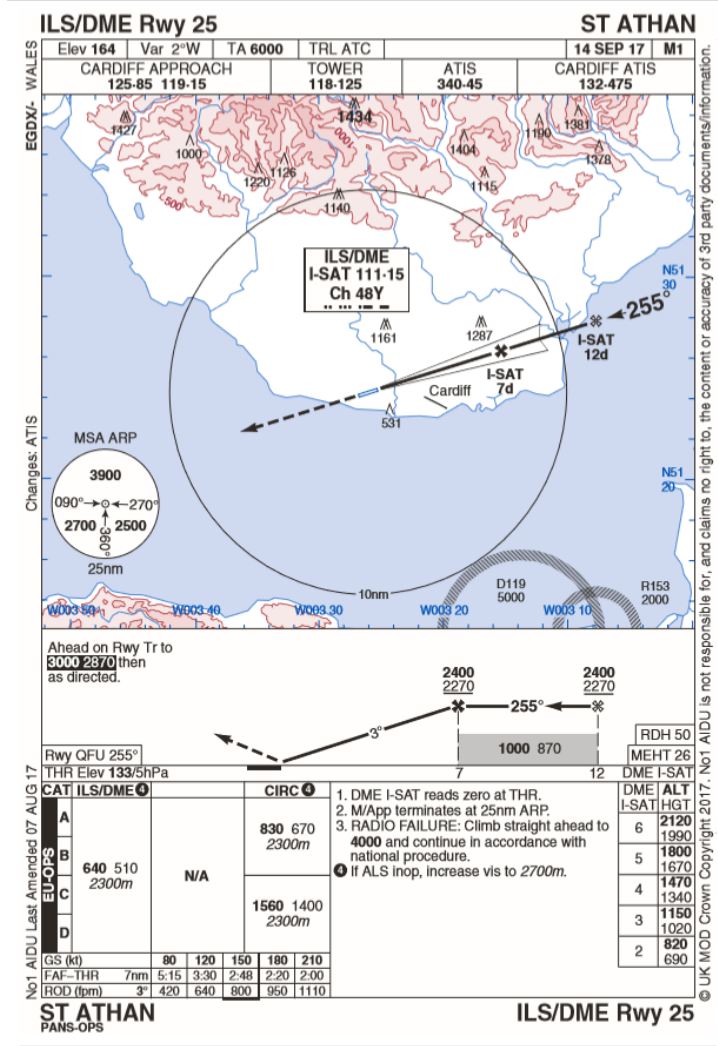 ILS/DME Rwy 25 ST ATHAN
Elev 164 Var 2°W TA 6000 TRL ATC 14 SEP 17 M1
CARDIFF APPROACH TOWER ATIS CARDIFF ATIS
125·85 119·15 118·125 340·45 132·475
EGDX/- WALES
1427
1000
1220
1126
1434
1000
1140
1404
1115
1190
1381
1378
500
ILS/DME
I-SAT 111·15
Ch 48Y
N51
30
255°
I-SAT
12d
1161
1287
I-SAT
7d
Cardiff
531
Changes: ATIS
MSA ARP
3900
090° 270°
2700 2500
360°
25nm
N51
20
D119
5000
R153
2000
10nm
W003 50 W003 40 W003 30 W003 20 W003 10
Ahead on Rwy Tr to
3000 2870 then
as directed.
2400 2400
2270 2270
255°
3°
1000 870
RDH 50
Rwy QFU 255° MEHT 26
THR Elev 133/5hPa 7 12 DME I-SAT
CAT ILS/DME 4 CIRC 4
EU-OPS
A
B
C
D
640 510
2300m
N/A
830 670
2300m
1560 1400
2300m
1. DME I-SAT reads zero at THR.
2. M/App terminates at 25nm ARP.
3. RADIO FAILURE: Climb straight ahead to
4000 and continue in accordance with
national procedure.
4 If ALS inop, increase vis to 2700m.
DME ALT
I-SAT HGT
6 2120
1990
5 1800
1670
4 1470
1340
3 1150
1020
2 820
690
GS (kt) 80 120 150 180 210
FAF-THR 7nm 5:15 3:30 2:48 2:20 2:00
ROD (fpm) 3° 420 640 800 950 1110
ST ATHAN ILS/DME Rwy 25
PANS-OPS
No1 AIDU Last Amended 07 AUG 17
© UK MOD Crown Copyright 2017. No1 AIDU is not responsible for, and claims no right to, the content or accuracy of 3rd party documents/information.